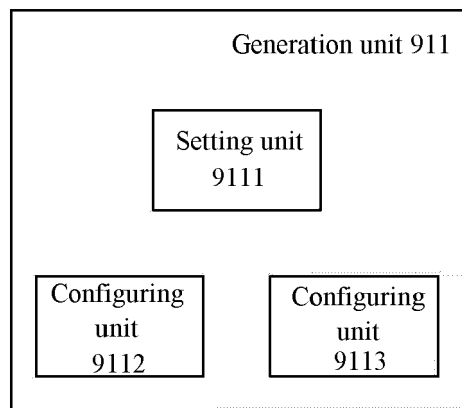 Generation unit 911
Setting unit
9111
Configuring
unit
9112
Configuring
unit
9113